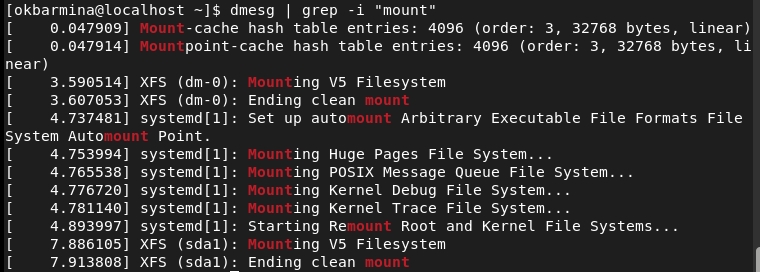 [okbarmina@localhost ~]$ dmesg | grep -i "mount"
[    0.047909] Mount-cache hash table entries: 4096 (order: 3, 32768 bytes, linear)
[    0.047914] Mountpoint-cache hash table entries: 4096 (order: 3, 32768 bytes, li
near)
[    3.590514] XFS (dm-0): Mounting V5 Filesystem
[    3.607053] XFS (dm-0): Ending clean mount
[    4.737481] systemd[1]: Set up automount Arbitrary Executable File Formats File
System Automount Point.
[    4.753994] systemd[1]: Mounting Huge Pages File System...
[    4.765538] systemd[1]: Mounting POSIX Message Queue File System...
[    4.776720] systemd[1]: Mounting Kernel Debug File System...
[    4.781140] systemd[1]: Mounting Kernel Trace File System...
[    4.893997] systemd[1]: Starting Remount Root and Kernel File Systems...
[    7.886105] XFS (sda1): Mounting V5 Filesystem
[    7.913808] XFS (sda1): Ending clean mount